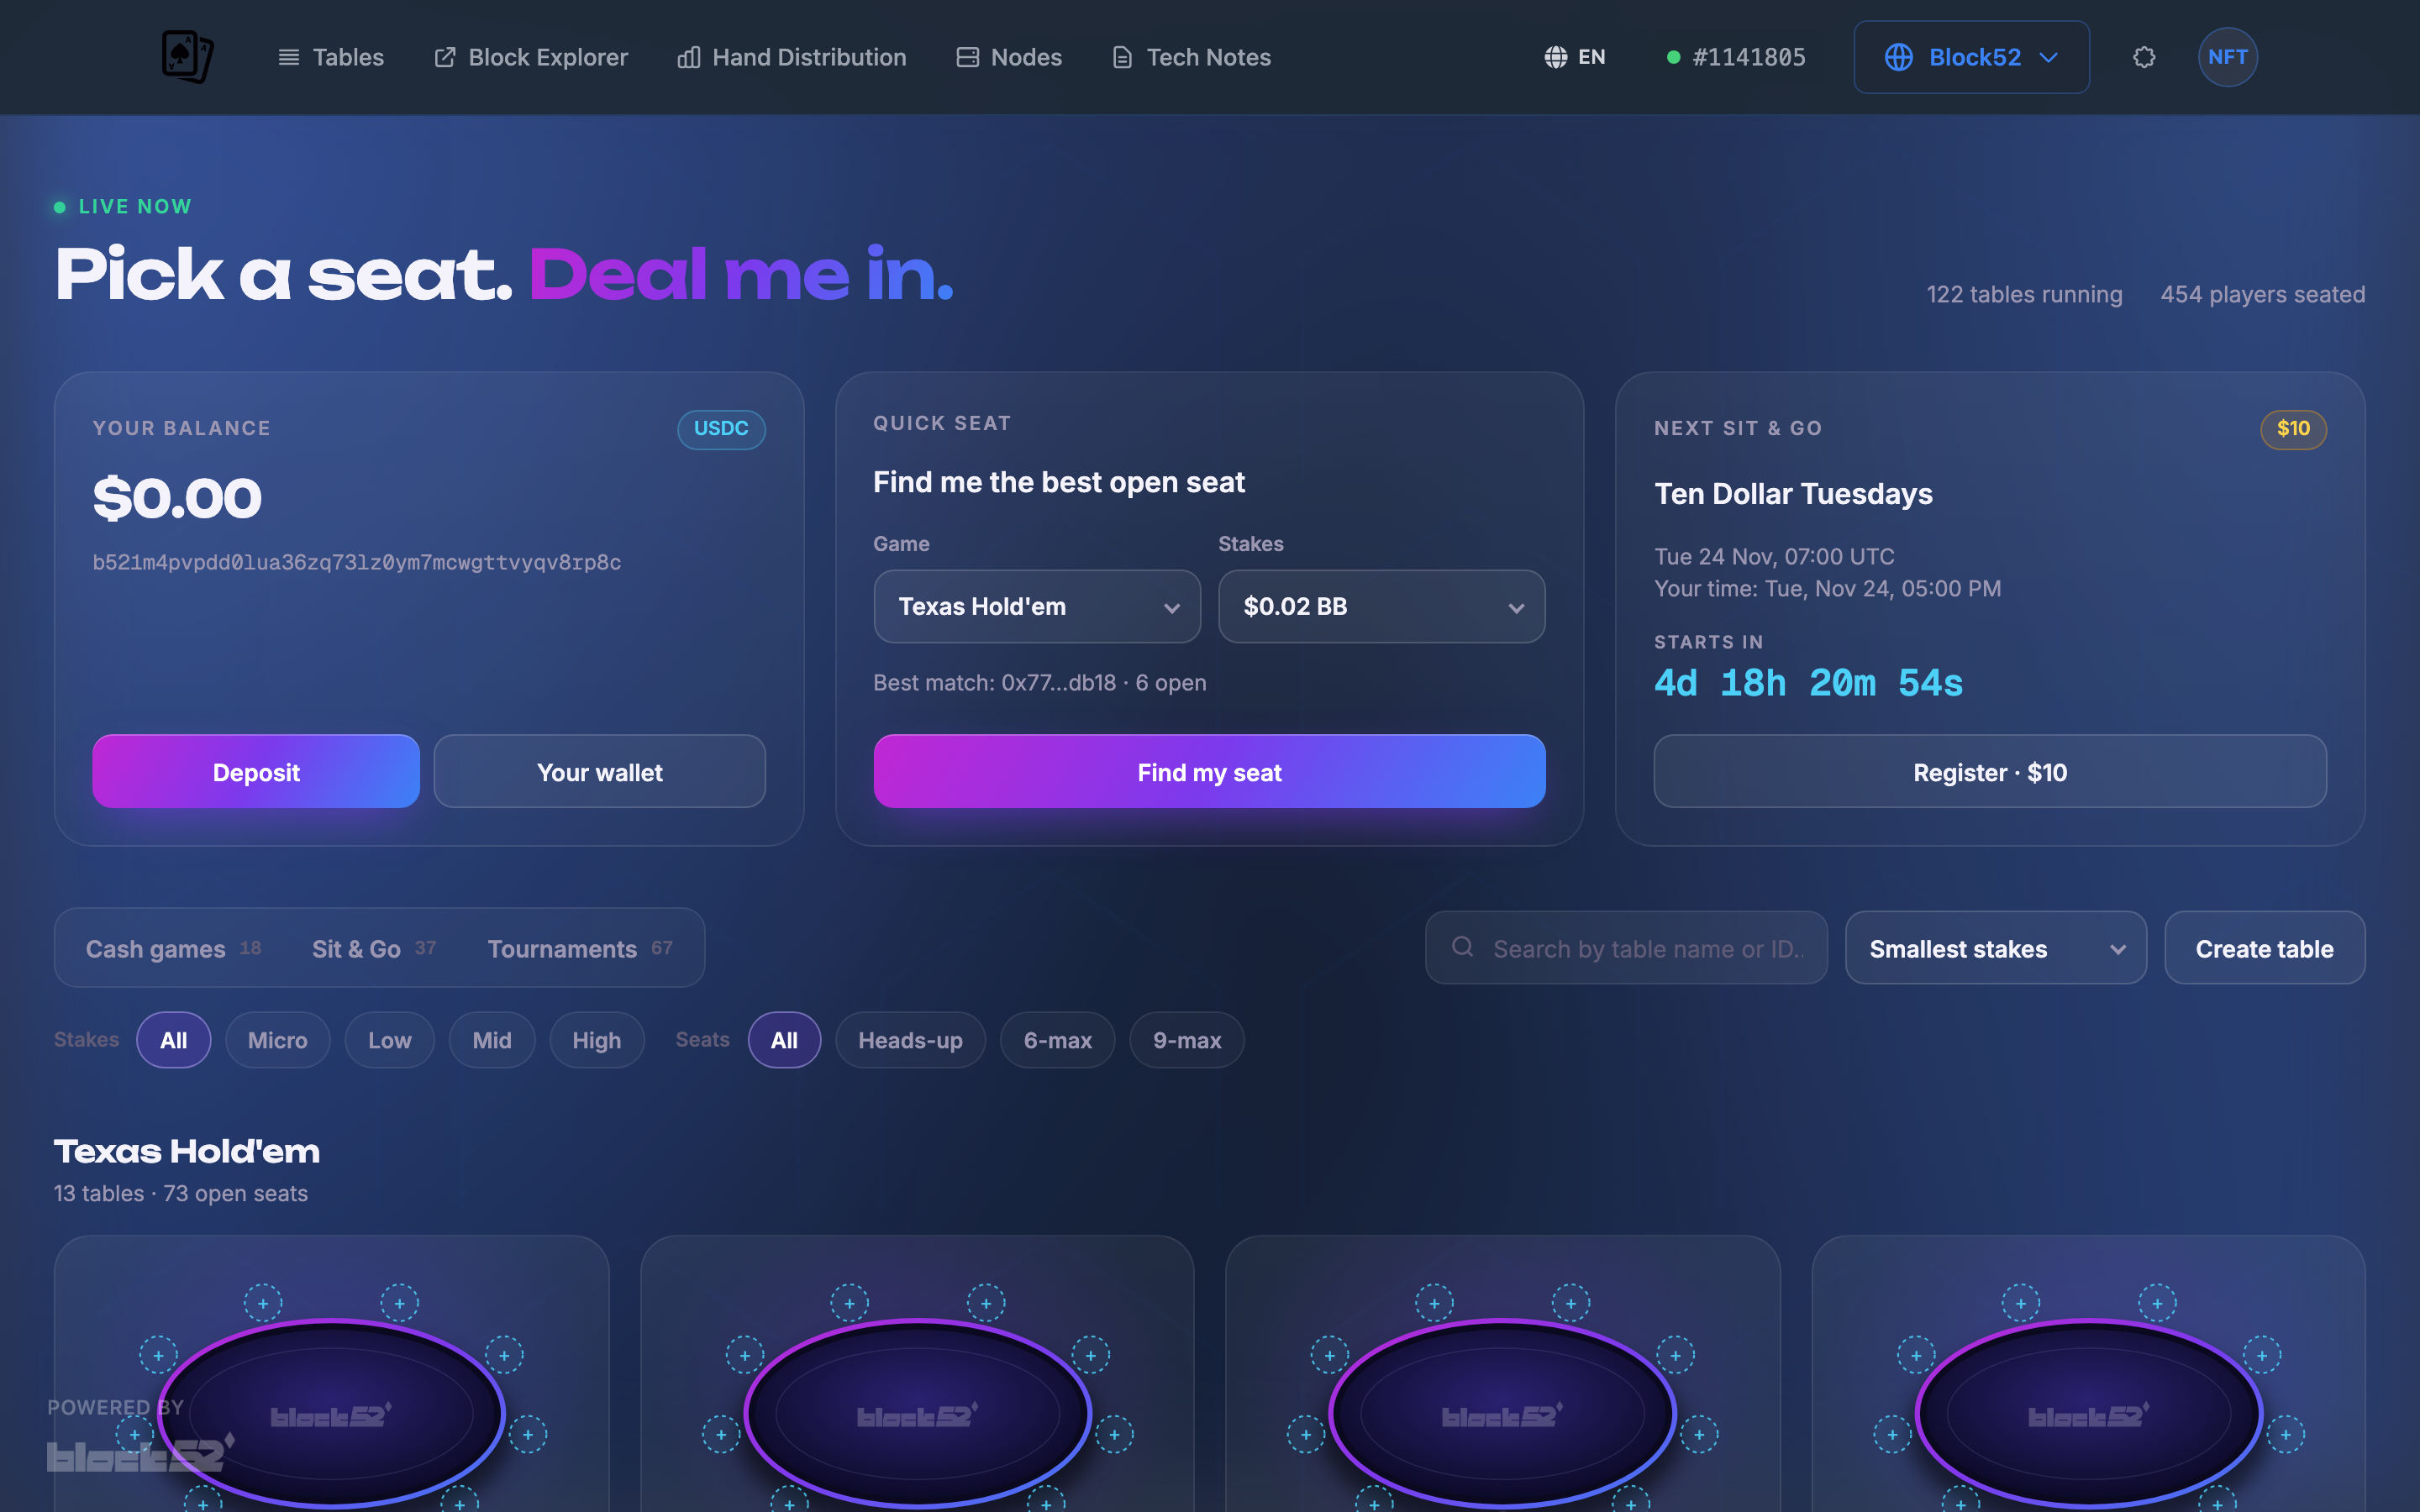 Tables
Block Explorer
Hand Distribution
Nodes
Tech Notes
EN
#1141805
Block52
NFT
LIVE NOW
Pick a seat. Deal me in.
122 tables running
454 players seated
YOUR BALANCE
USDC
$0.00
b521m4pvpdd0lua36zq73lz0ym7mcwgttvyqv8rp8c
Deposit
Your wallet
QUICK SEAT
Find me the best open seat
Game
Stakes
Texas Hold'em
$0.02 BB
Best match: 0x77...db18 · 6 open
Find my seat
NEXT SIT & GO
$10
Ten Dollar Tuesdays
Tue 24 Nov, 07:00 UTC
Your time: Tue, Nov 24, 05:00 PM
STARTS IN
4d 18h 20m 54s
Register · $10
Cash games 18
Sit & Go 37
Tournaments 67
Search by table name or ID..
Smallest stakes
Create table
Stakes
All
Micro
Low
Mid
High
Seats
All
Heads-up
6-max
9-max
Texas Hold'em
13 tables · 73 open seats
block52
block52
block52
block52
POWERED BY
block52